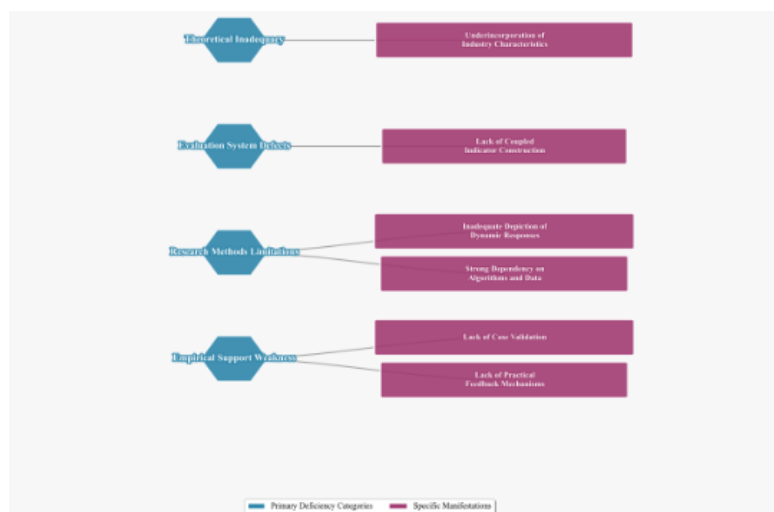 Theoretical Inadequacy
Underincorporation of
Industry Characteristics
Evaluation System Defects
Lack of Coupled
Indicator Construction
Research Methods Limitations
Inadequate Depiction of
Dynamic Responses
Strong Dependency on
Algorithms and Data
Empirical Support Weakness
Lack of Case Validation
Lack of Practical
Feedback Mechanisms
Primary Deficiency Categories
Specific Manifestations